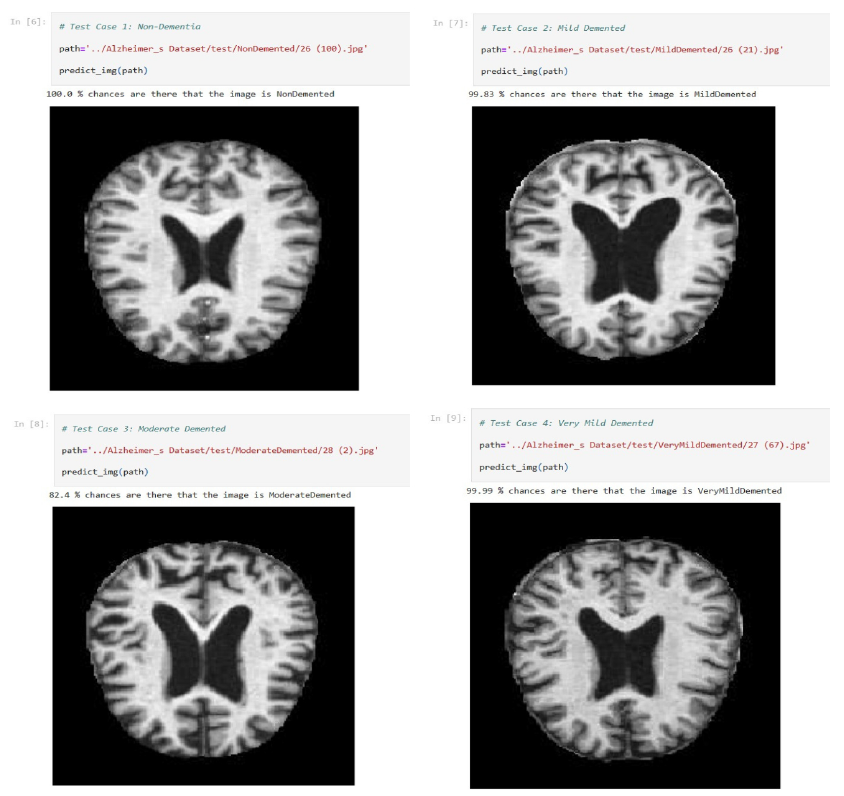 In [6]:
# Test Case 1: Non-Dementia
path='../Alzheimer_s Dataset/test/NonDemented/26 (100).jpg'
predict_img(path)
100.0 % chances are there that the image is NonDemented
In [7]:
# Test Case 2: Mild Demented
path='../Alzheimer_s Dataset/test/MildDemented/26 (21).jpg'
predict_img(path)
99.83 % chances are there that the image is MildDemented
In [8]:
# Test Case 3: Moderate Demented
path='../Alzheimer_s Dataset/test/ModerateDemented/28 (2).jpg'
predict_img(path)
82.4 % chances are there that the image is ModerateDemented
In [9]:
# Test Case 4: Very Mild Demented
path='../Alzheimer_s Dataset/test/VeryMildDemented/27 (67).jpg'
predict_img(path)
99.99 % chances are there that the image is VeryMildDemented